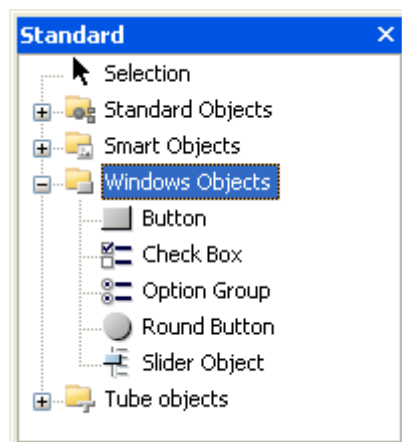 Standard
Selection
Standard Objects
Smart Objects
Windows Objects
Button
Check Box
Option Group
Round Button
Slider Object
Tube objects